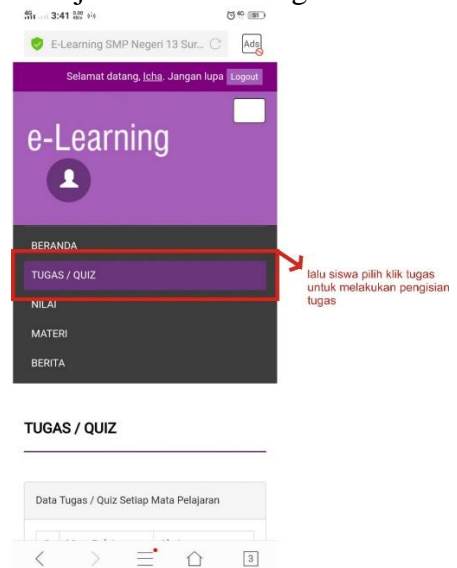 3:41
E-Learning SMP Negeri 13 Sur...
Ads
Selamat datang, Icha. Jangan lupa Logout
e-Learning
BERANDA
TUGAS / QUIZ
NILAI
MATERI
BERITA
lalu siswa pilih klik tugas
untuk melakukan pengisian
tugas
TUGAS / QUIZ
Data Tugas / Quiz Setiap Mata Pelajaran
3